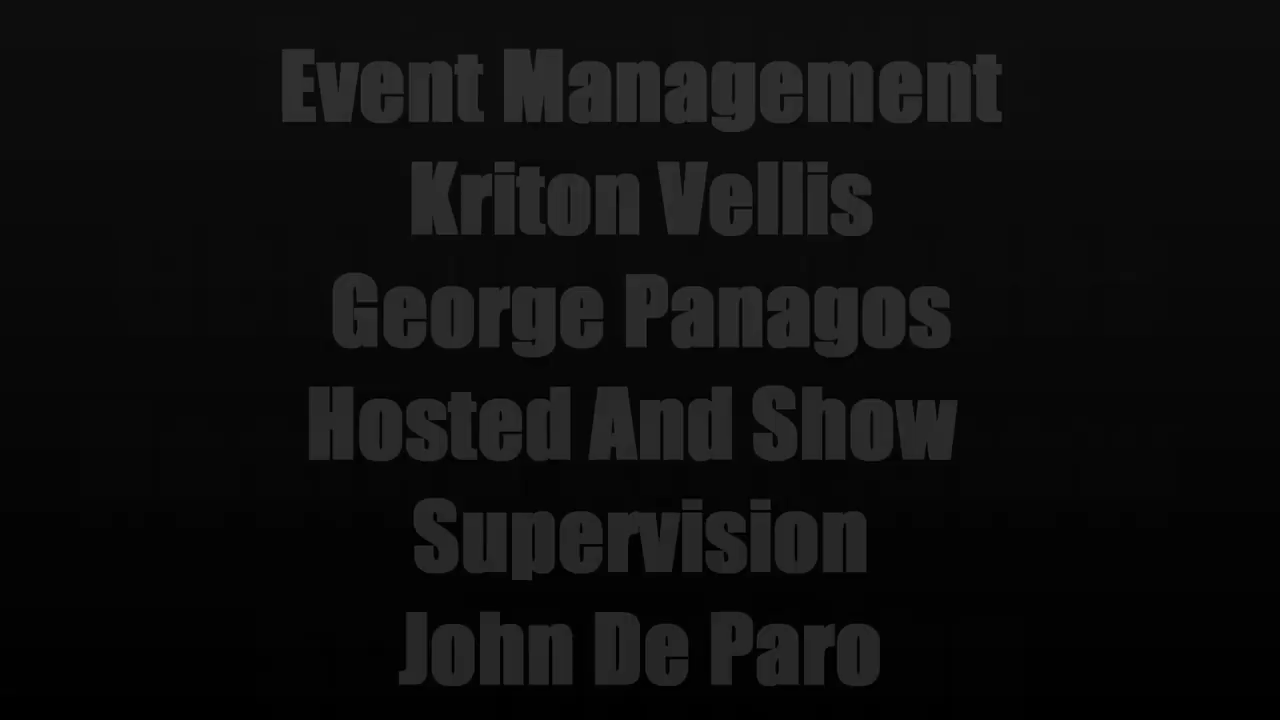 Event Management
Kriton Vellis
George Panagos
Hosted And Show
Supervision
John De Paro